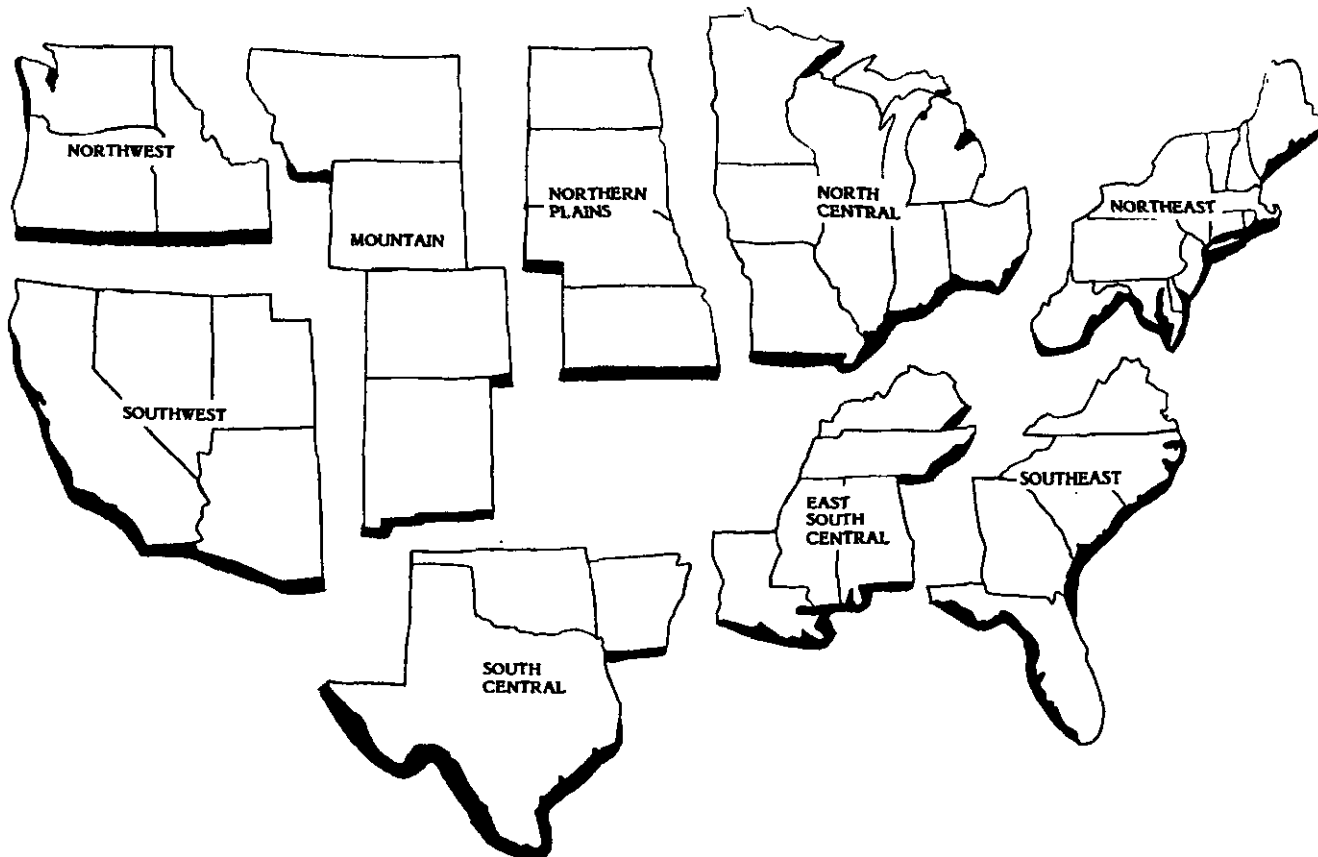 NORTHWEST
MOUNTAIN
NORTHERN
PLAINS
NORTH
CENTRAL
NORTHEAST
SOUTHWEST
EAST
SOUTH
CENTRAL
SOUTHEAST
SOUTH
CENTRAL